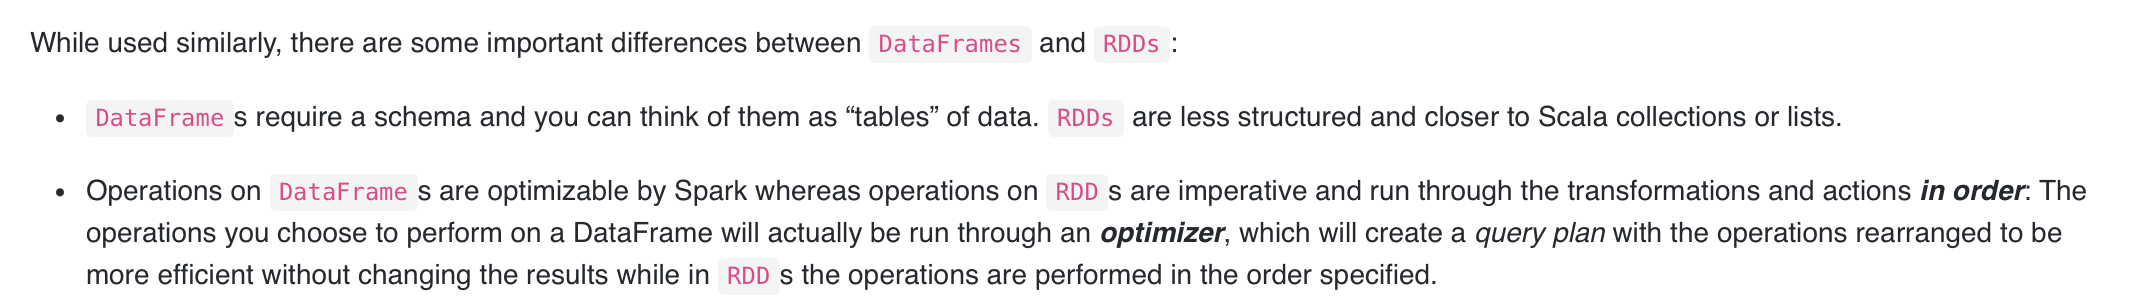 While used similarly, there are some important differences between DataFrames and RDDs:
• DataFrames require a schema and you can think of them as “tables” of data. RDDs are less structured and closer to Scala collections or lists.
• Operations on DataFrames are optimizable by Spark whereas operations on RDDs are imperative and run through the transformations and actions in order: The
operations you choose to perform on a DataFrame will actually be run through an optimizer, which will create a query plan with the operations rearranged to be
more efficient without changing the results while in RDDs the operations are performed in the order specified.